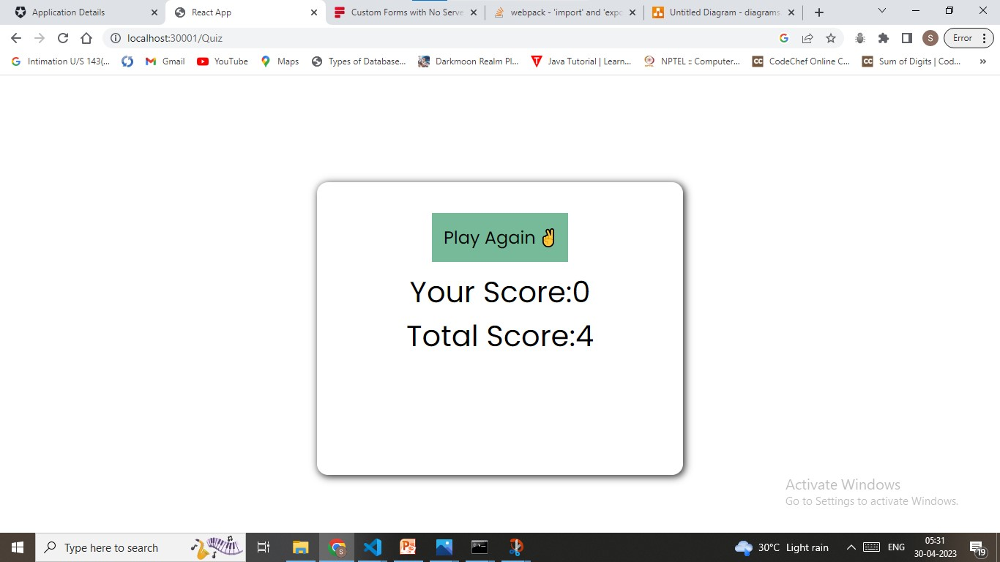 Application Details
React App
Custom Forms with No Serve
webpack - 'import' and 'expo
Untitled Diagram - diagrams.
localhost:30001/Quiz
S
Error
Intimation U/S 143(...
Gmail
YouTube
Maps
Types of Database...
Darkmoon Realm Pl...
Java Tutorial | Learn...
NPTEL :: Computer...
CodeChef Online C...
Sum of Digits | Cod...
Play Again ✌
Your Score:0
Total Score:4
Activate Windows
Go to Settings to activate Windows.
Type here to search
30°C Light rain
ENG
05:31
30-04-2023
19